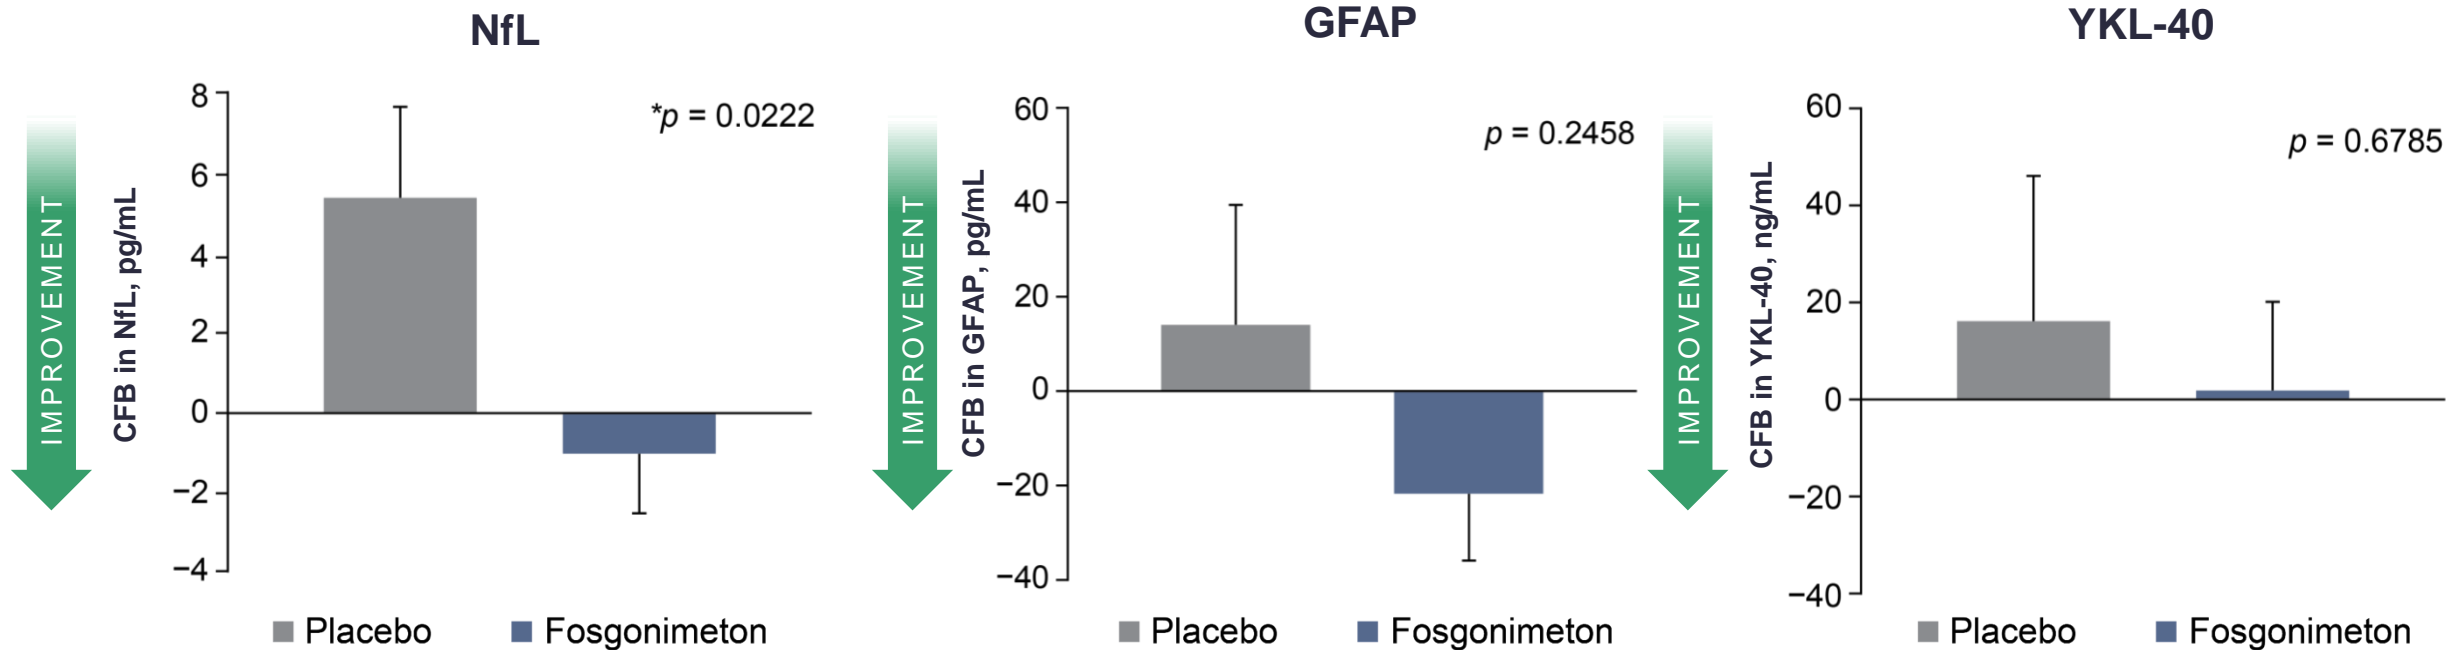 NfL
IMPROVEMENT
CFB in NfL, pg/mL
8
6
4
2
0
−2
−4
*p = 0.0222
Placebo
Fosgonimeton
GFAP
IMPROVEMENT
CFB in GFAP, pg/mL
60
40
20
0
−20
−40
p = 0.2458
Placebo
Fosgonimeton
YKL-40
IMPROVEMENT
CFB in YKL-40, ng/mL
60
40
20
0
−20
−40
p = 0.6785
Placebo
Fosgonimeton